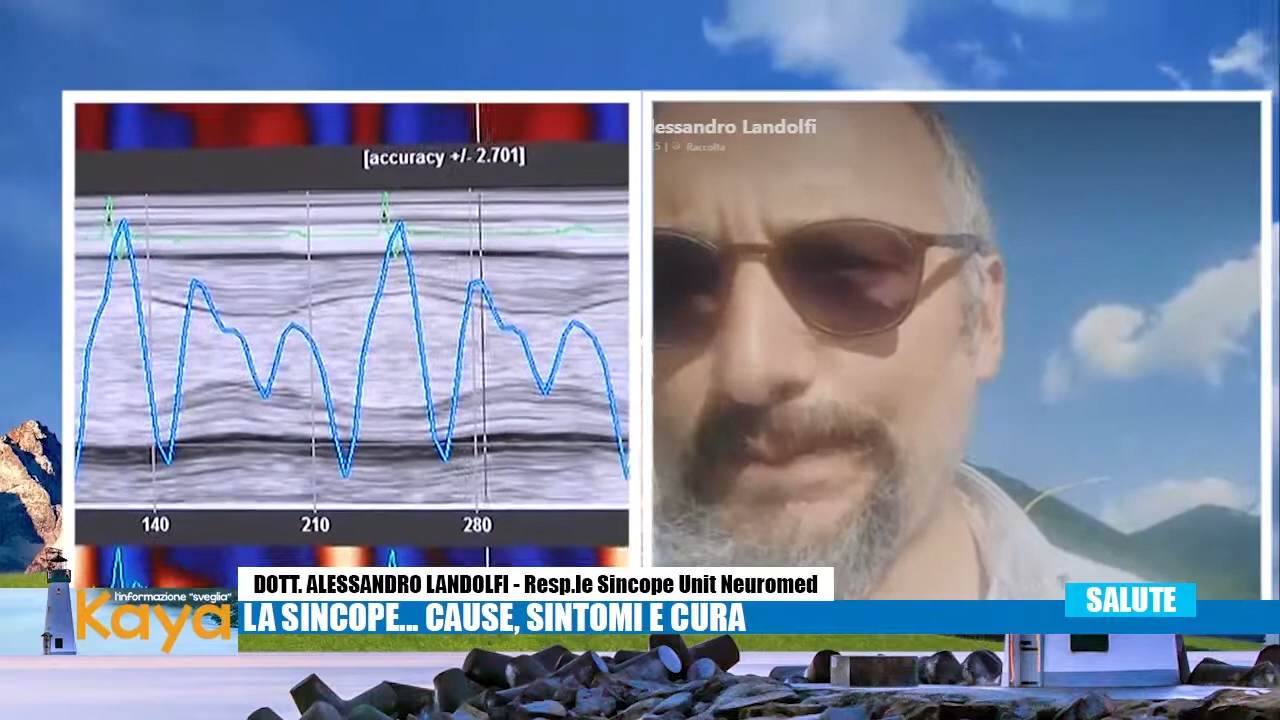 [accuracy +/- 2.701]
140 210 280
lessandro Landolfi
5 | Raccolta
DOTT. ALESSANDRO LANDOLFI - Resp.le Sincope Unit Neuromed
l'informazione "sveglia"
Kaya
LA SINCOPE... CAUSE, SINTOMI E CURA
SALUTE